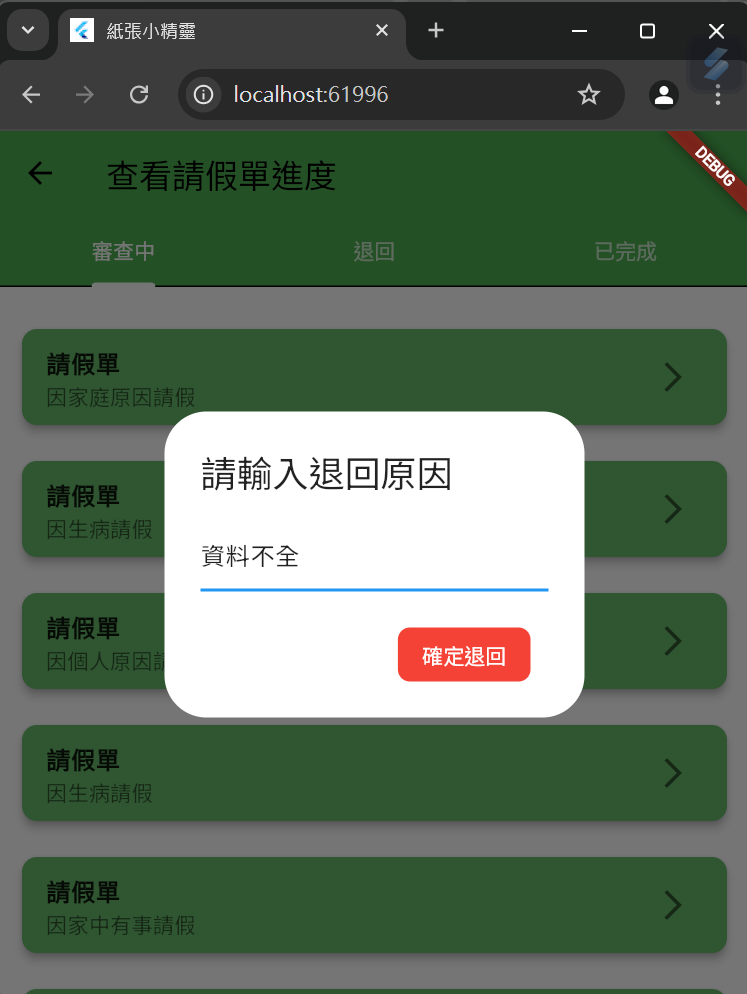 紙張小精靈
localhost:61996
DEBUG
查看請假單進度
審查中
退回
已完成
請假單
因家庭原因請假
請假單
因生病請假
請假單
因個人原因請
請輸入退回原因
資料不全
確定退回
請假單
因生病請假
請假單
因家中有事請假